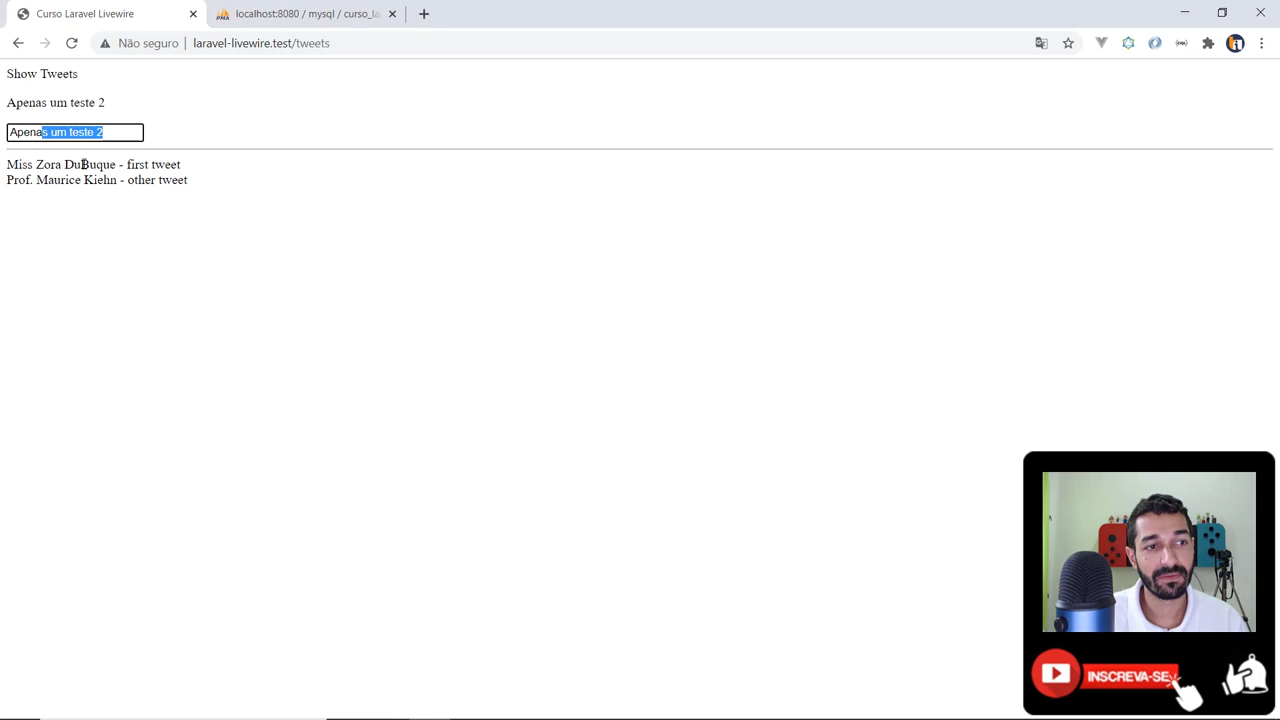 Curso Laravel Livewire
localhost:8080 / mysql / curso_la
Não seguro
laravel-livewire.test/tweets
Show Tweets
Apenas um teste 2
Apenas um teste 2
Miss Zora DuBuque - first tweet
Prof. Maurice Kiehn - other tweet
INSCREVA-SE